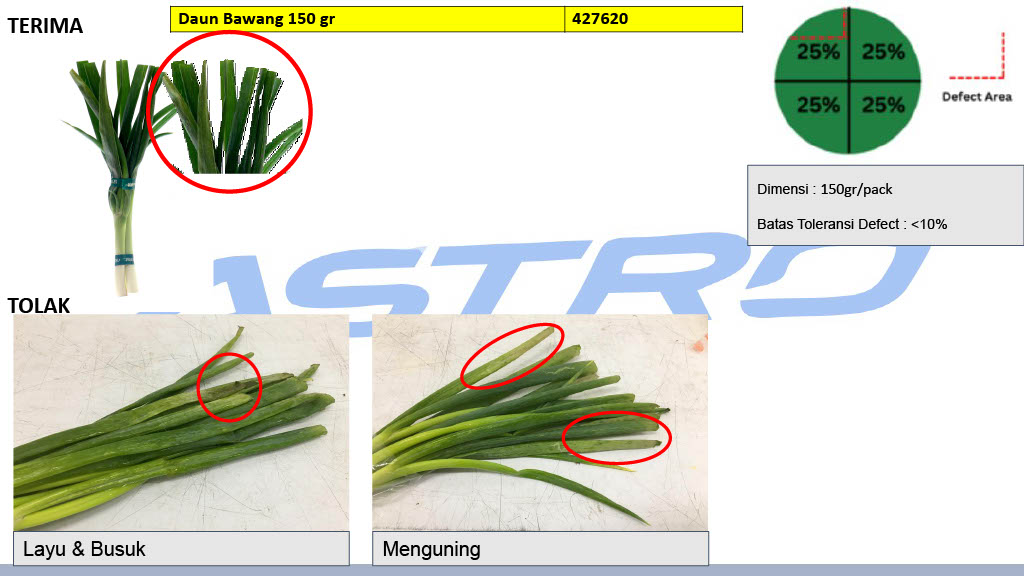 TERIMA
Daun Bawang 150 gr 427620
25% 25%
25% 25%
Defect Area
Dimensi : 150gr/pack
Batas Toleransi Defect : <10%
ASTRO
TOLAK
Layu & Busuk
Menguning